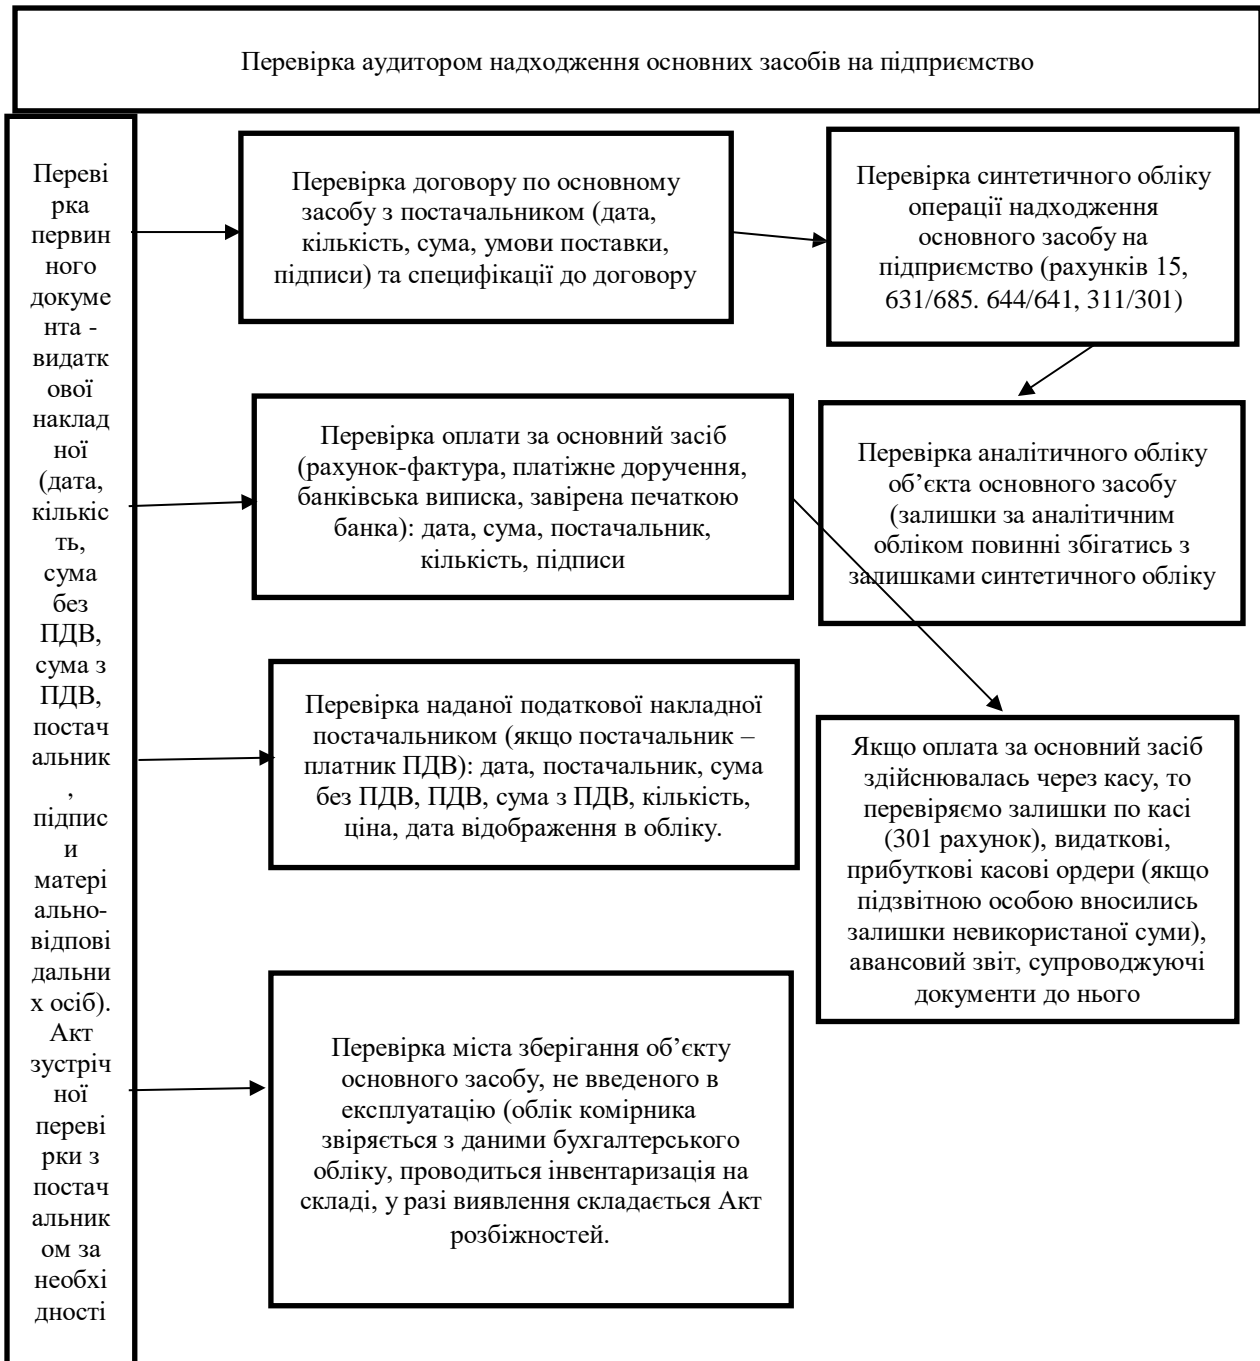 Перевірка аудитором надходження основних засобів на підприємство
Переві
рка
первин
ного
докуме
нта -
видатк
ової
наклад
ної
(дата,
кількіс
ть,
сума
без
ПДВ,
сума з
ПДВ,
постач
альник
,
підпис
и
матері
ально-
відпові
дальни
х осіб).
Акт
зустріч
ної
переві
рки з
постач
альник
ом за
необхі
дності
Перевірка договору по основному
засобу з постачальником (дата,
кількість, сума, умови поставки,
підписи) та специфікації до договору
Перевірка синтетичного обліку
операції надходження
основного засобу на
підприємство (рахунків 15,
631/685. 644/641, 311/301)
Перевірка оплати за основний засіб
(рахунок-фактура, платіжне доручення,
банківська виписка, завірена печаткою
банка): дата, сума, постачальник,
кількість, підписи
Перевірка аналітичного обліку
об’єкта основного засобу
(залишки за аналітичним
обліком повинні збігатись з
залишками синтетичного обліку
Перевірка наданої податкової накладної
постачальником (якщо постачальник –
платник ПДВ): дата, постачальник, сума
без ПДВ, ПДВ, сума з ПДВ, кількість,
ціна, дата відображення в обліку.
Якщо оплата за основний засіб
здійснювалась через касу, то
перевіряємо залишки по касі
(301 рахунок), видаткові,
прибуткові касові ордери (якщо
підзвітною особою вносились
залишки невикористаної суми),
авансовий звіт, супроводжуючі
документи до нього
Перевірка міста зберігання об’єкту
основного засобу, не введеного в
експлуатацію (облік комірника
звіряється з даними бухгалтерського
обліку, проводиться інвентаризація на
складі, у разі виявлення складається Акт
розбіжностей.